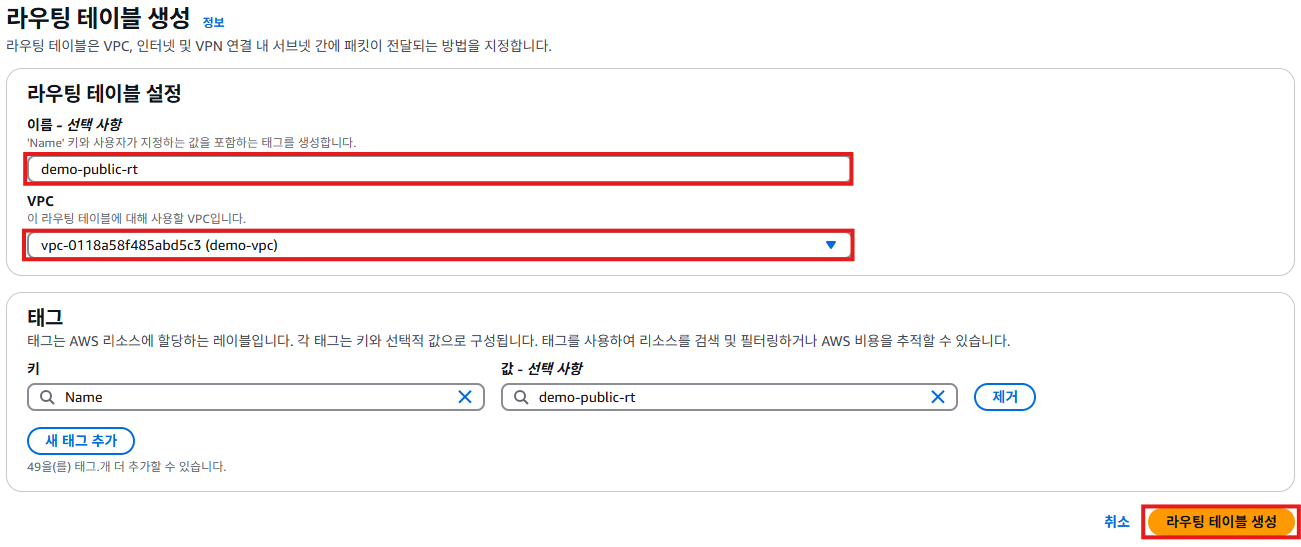 라우팅 테이블 생성 정보
라우팅 테이블은 VPC, 인터넷 및 VPN 연결 내 서브넷 간에 패킷이 전달되는 방법을 지정합니다.
라우팅 테이블 설정
이름 - 선택 사항
'Name' 키와 사용자가 지정하는 값을 포함하는 태그를 생성합니다.
demo-public-rt
VPC
이 라우팅 테이블에 대해 사용할 VPC입니다.
vpc-0118a58f485abd5c3 (demo-vpc)
태그
태그는 AWS 리소스에 할당하는 레이블입니다. 각 태그는 키와 선택적 값으로 구성됩니다. 태그를 사용하여 리소스를 검색 및 필터링하거나 AWS 비용을 추적할 수 있습니다.
키 값 - 선택 사항
Name demo-public-rt 제거
새 태그 추가
49을(를) 태그.개 더 추가할 수 있습니다.
취소 라우팅 테이블 생성